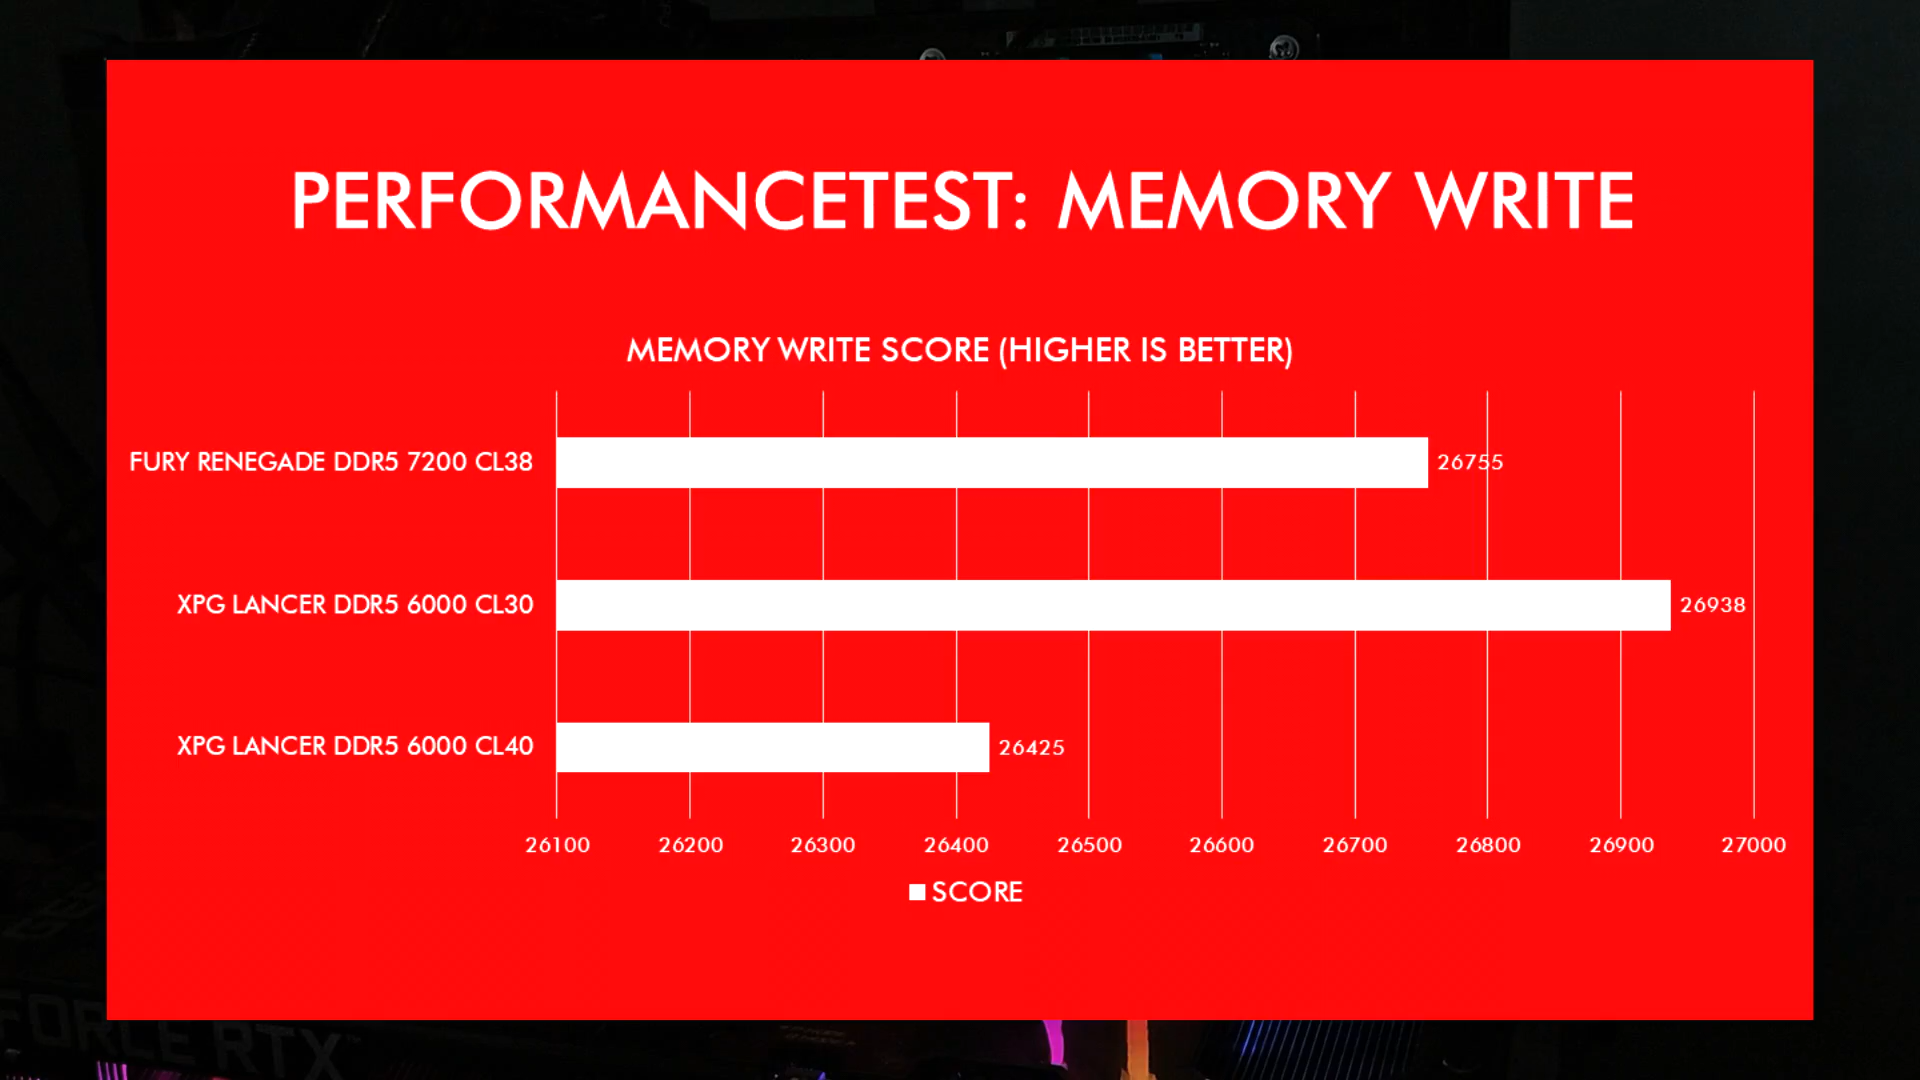 PERFORMANCETEST: MEMORY WRITE
MEMORY WRITE SCORE (HIGHER IS BETTER)
FURY RENEGADE DDR5 7200 CL38
26755
XPG LANCER DDR5 6000 CL30
26938
XPG LANCER DDR5 6000 CL40
26425
26100 26200 26300 26400 26500 26600 26700 26800 26900 27000
SCORE
FORCE RTX